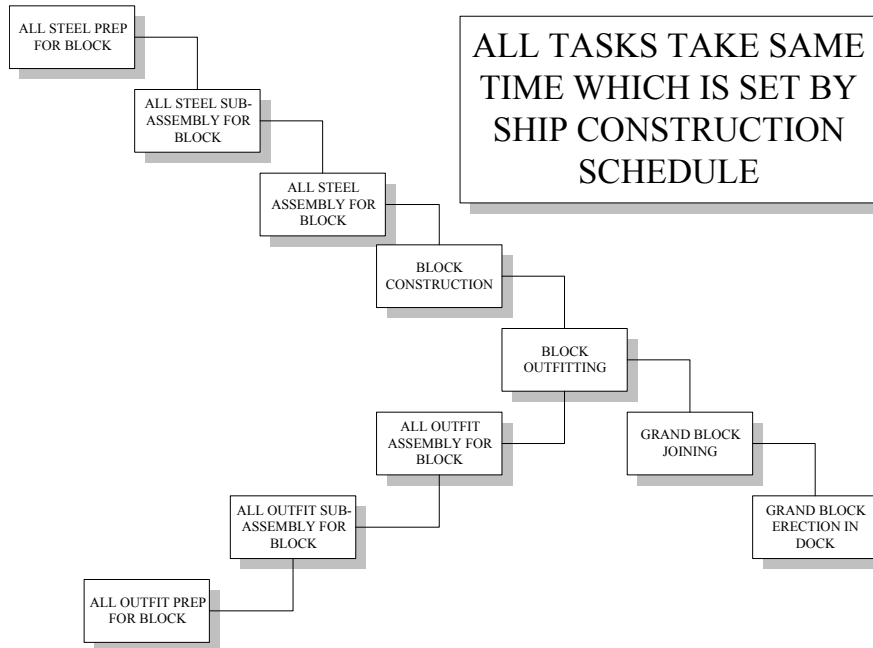 ALL STEEL PREP
FOR BLOCK
ALL TASKS TAKE SAME
TIME WHICH IS SET BY
SHIP CONSTRUCTION
SCHEDULE
ALL STEEL SUB-
ASSEMBLY FOR
BLOCK
ALL STEEL
ASSEMBLY FOR
BLOCK
BLOCK
CONSTRUCTION
BLOCK
OUTFITTING
ALL OUTFIT
ASSEMBLY FOR
BLOCK
GRAND BLOCK
JOINING
ALL OUTFIT SUB-
ASSEMBLY FOR
BLOCK
GRAND BLOCK
ERECTION IN
DOCK
ALL OUTFIT PREP
FOR BLOCK